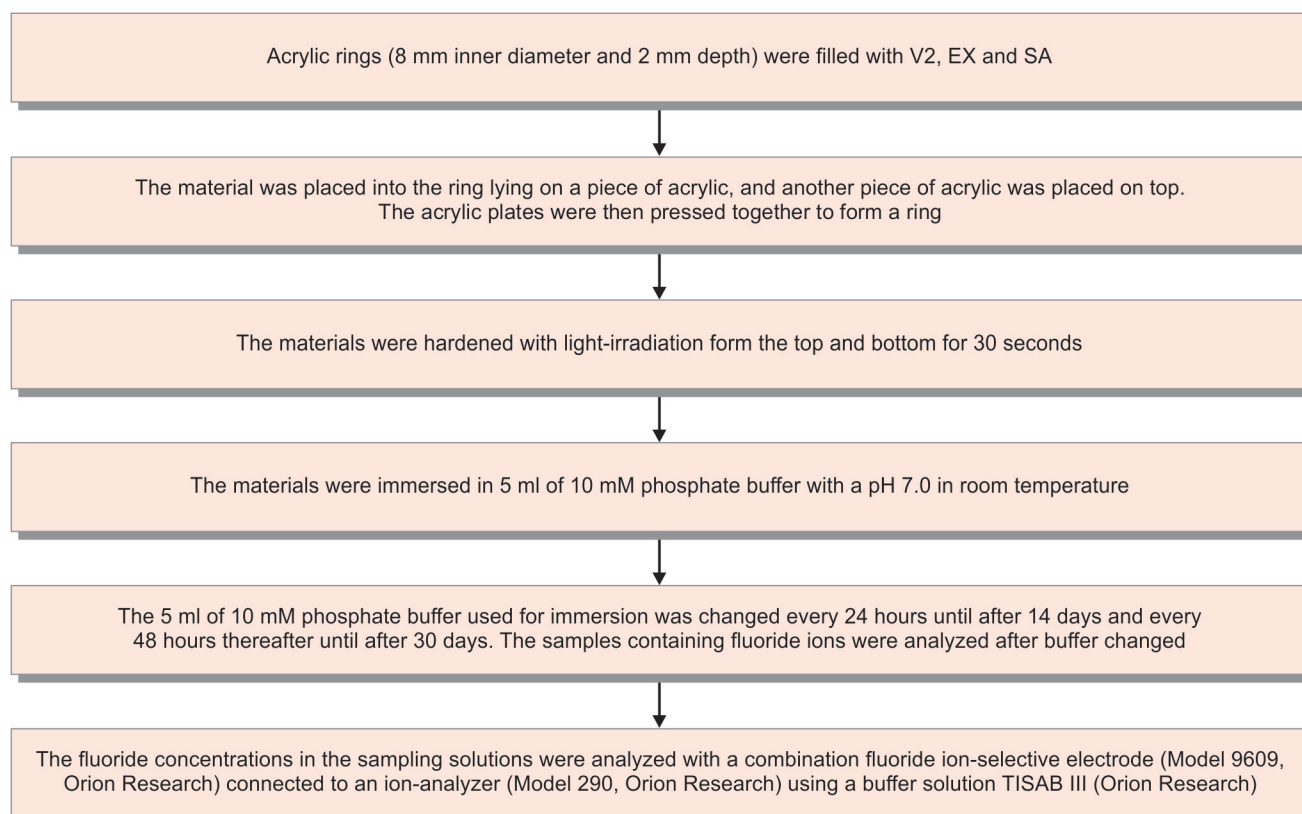 Acrylic rings (8 mm inner diameter and 2 mm depth) were filled with V2, EX and SA
The material was placed into the ring lying on a piece of acrylic, and another piece of acrylic was placed on top.
The acrylic plates were then pressed together to form a ring
The materials were hardened with light-irradiation form the top and bottom for 30 seconds
The materials were immersed in 5 ml of 10 mM phosphate buffer with a pH 7.0 in room temperature
The 5 ml of 10 mM phosphate buffer used for immersion was changed every 24 hours until after 14 days and every
48 hours thereafter until after 30 days. The samples containing fluoride ions were analyzed after buffer changed
The fluoride concentrations in the sampling solutions were analyzed with a combination fluoride ion-selective electrode (Model 9609,
Orion Research) connected to an ion-analyzer (Model 290, Orion Research) using a buffer solution TISAB III (Orion Research)